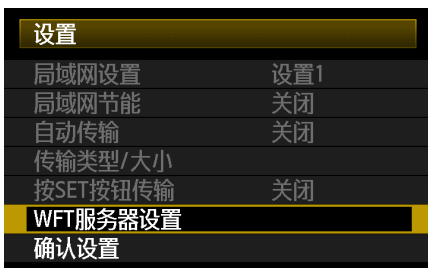 设置
局域网设置 设置1
局域网节能 关闭
自动传输 关闭
传输类型/大小
按SET按钮传输 关闭
WFT服务器设置
确认设置